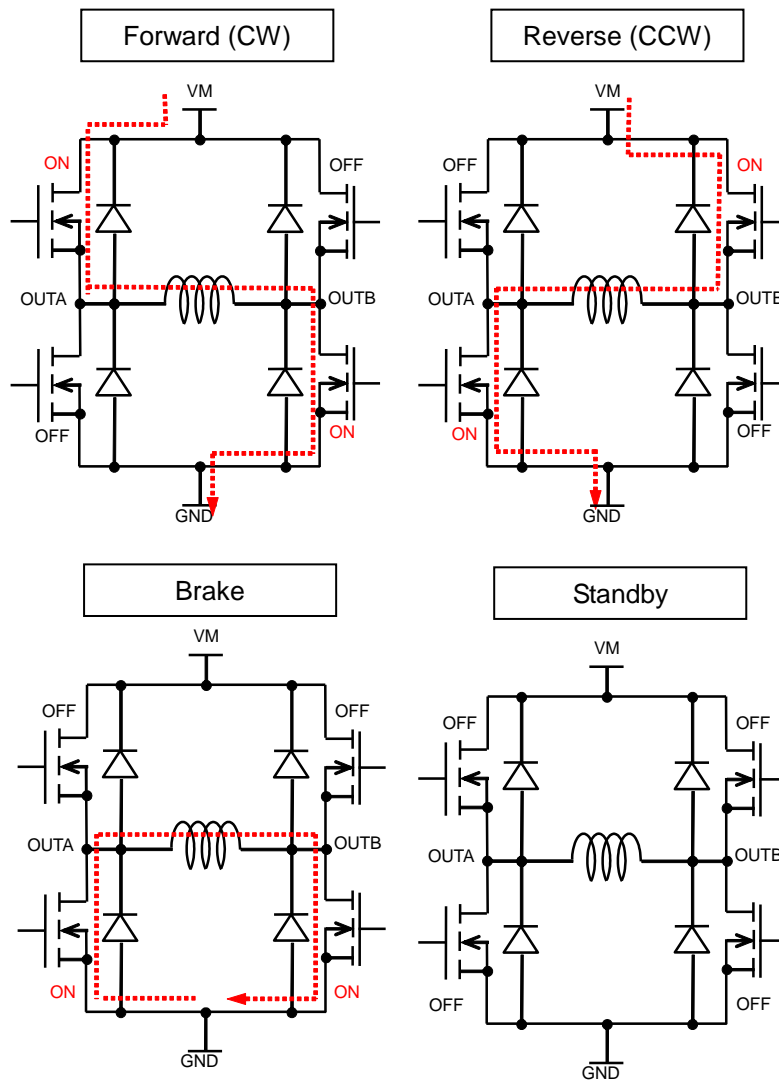 Forward (CW)
Reverse (CCW)
VM
VM
ON
OFF
OFF
ON
OUTA
OUTB
OUTA
OUTB
OFF
ON
ON
OFF
GND
GND
Brake
Standby
VM
VM
OFF
OFF
OFF
OFF
OUTA
OUTB
OUTA
OUTB
ON
ON
OFF
OFF
GND
GND